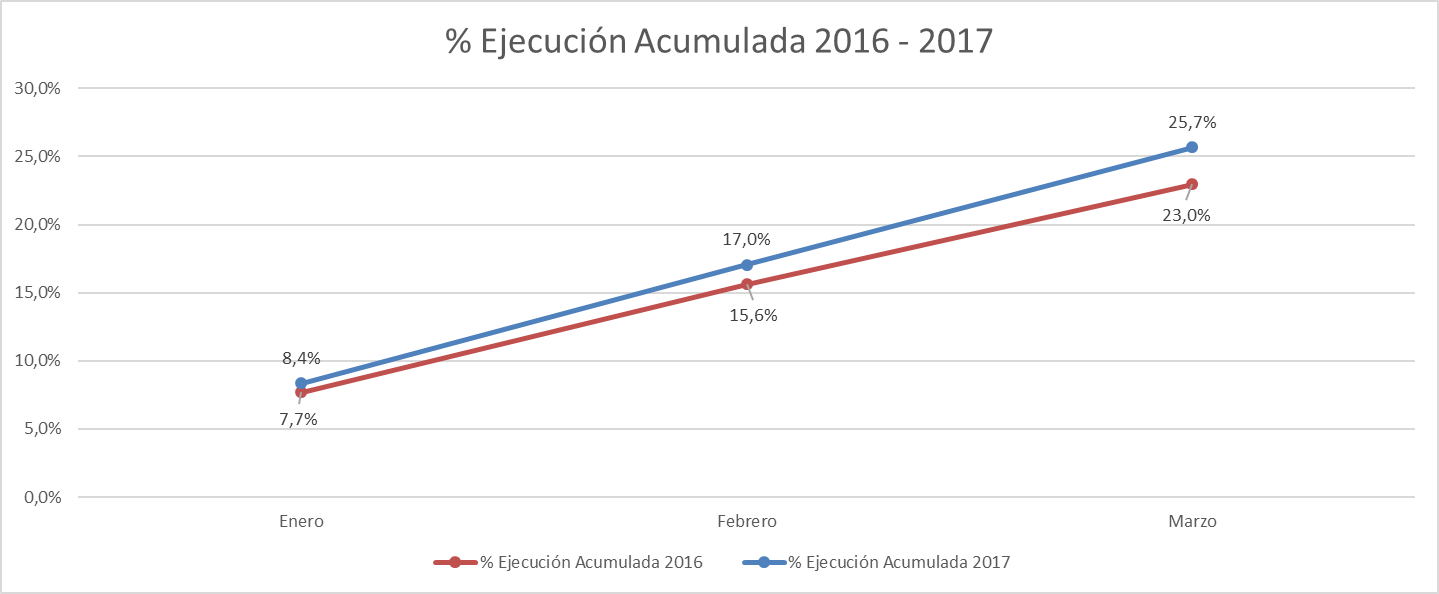 % Ejecución Acumulada 2016 - 2017
30,0%
25,0%
20,0%
15,0%
10,0%
5,0%
0,0%
25,7%
23,0%
17,0%
15,6%
8,4%
7,7%
Enero
Febrero
Marzo
% Ejecución Acumulada 2016
% Ejecución Acumulada 2017